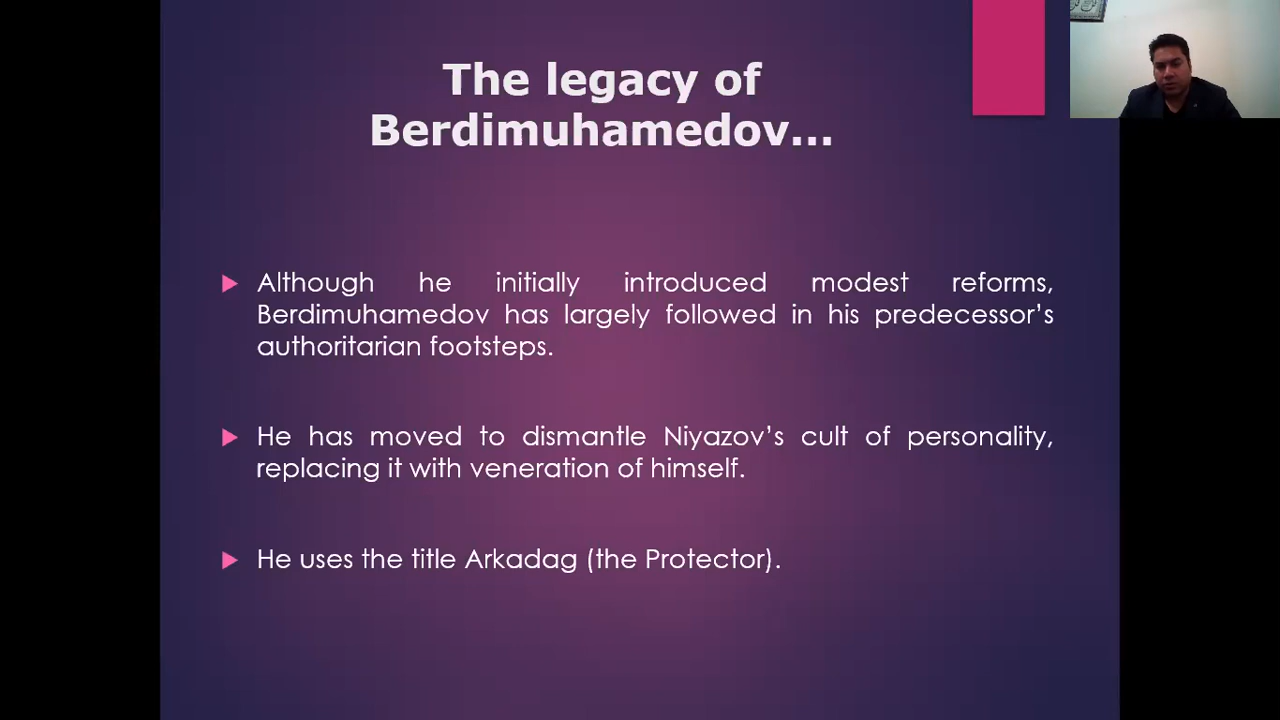 The legacy of
Berdimuhamedov...
Although he initially introduced modest reforms,
Berdimuhamedov has largely followed in his predecessor’s
authoritarian footsteps.
He has moved to dismantle Niyazov’s cult of personality,
replacing it with veneration of himself.
He uses the title Arkadag (the Protector).